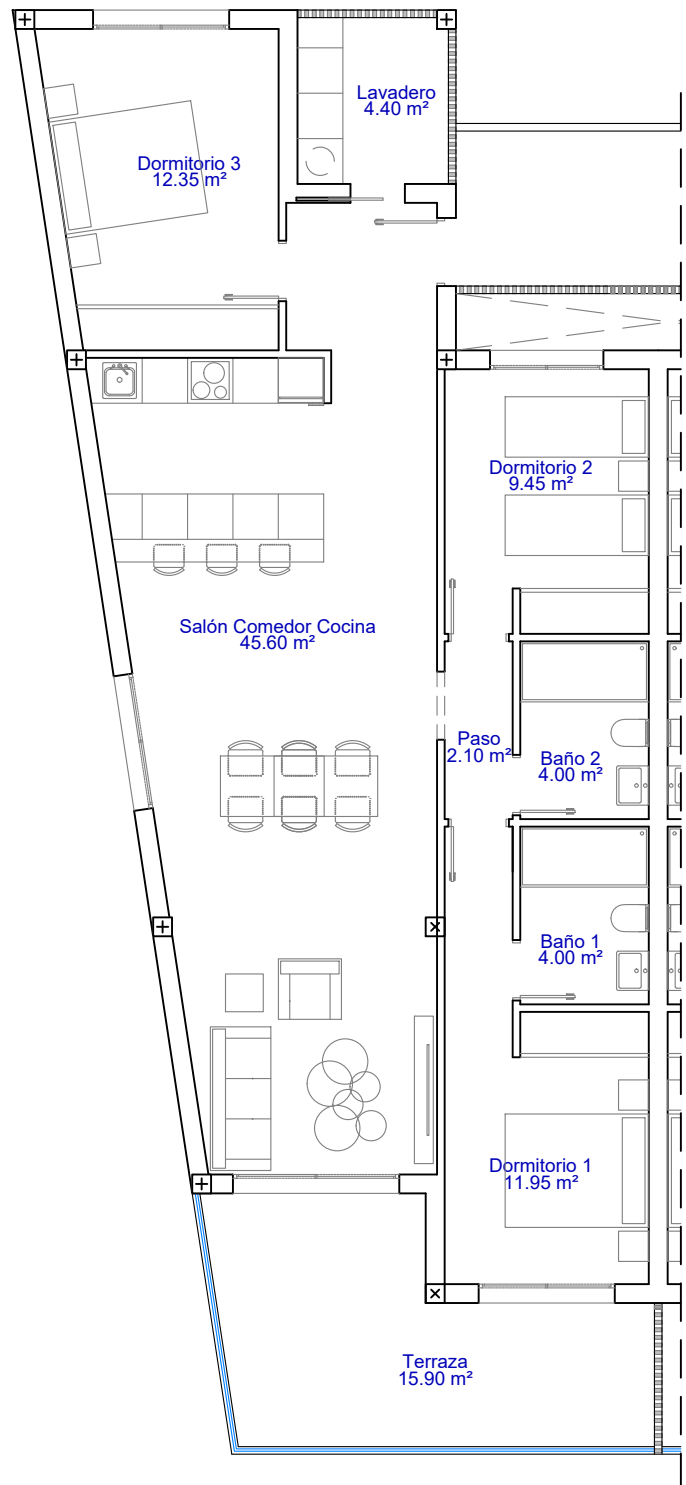 Lavadero
4.40 m²
Dormitorio 3
12.35 m²
Dormitorio 2
9.45 m²
Salón Comedor Cocina
45.60 m²
Paso
2.10 m²
Baño 2
4.00 m²
Baño 1
4.00 m²
Dormitorio 1
11.95 m²
Terraza
15.90 m²